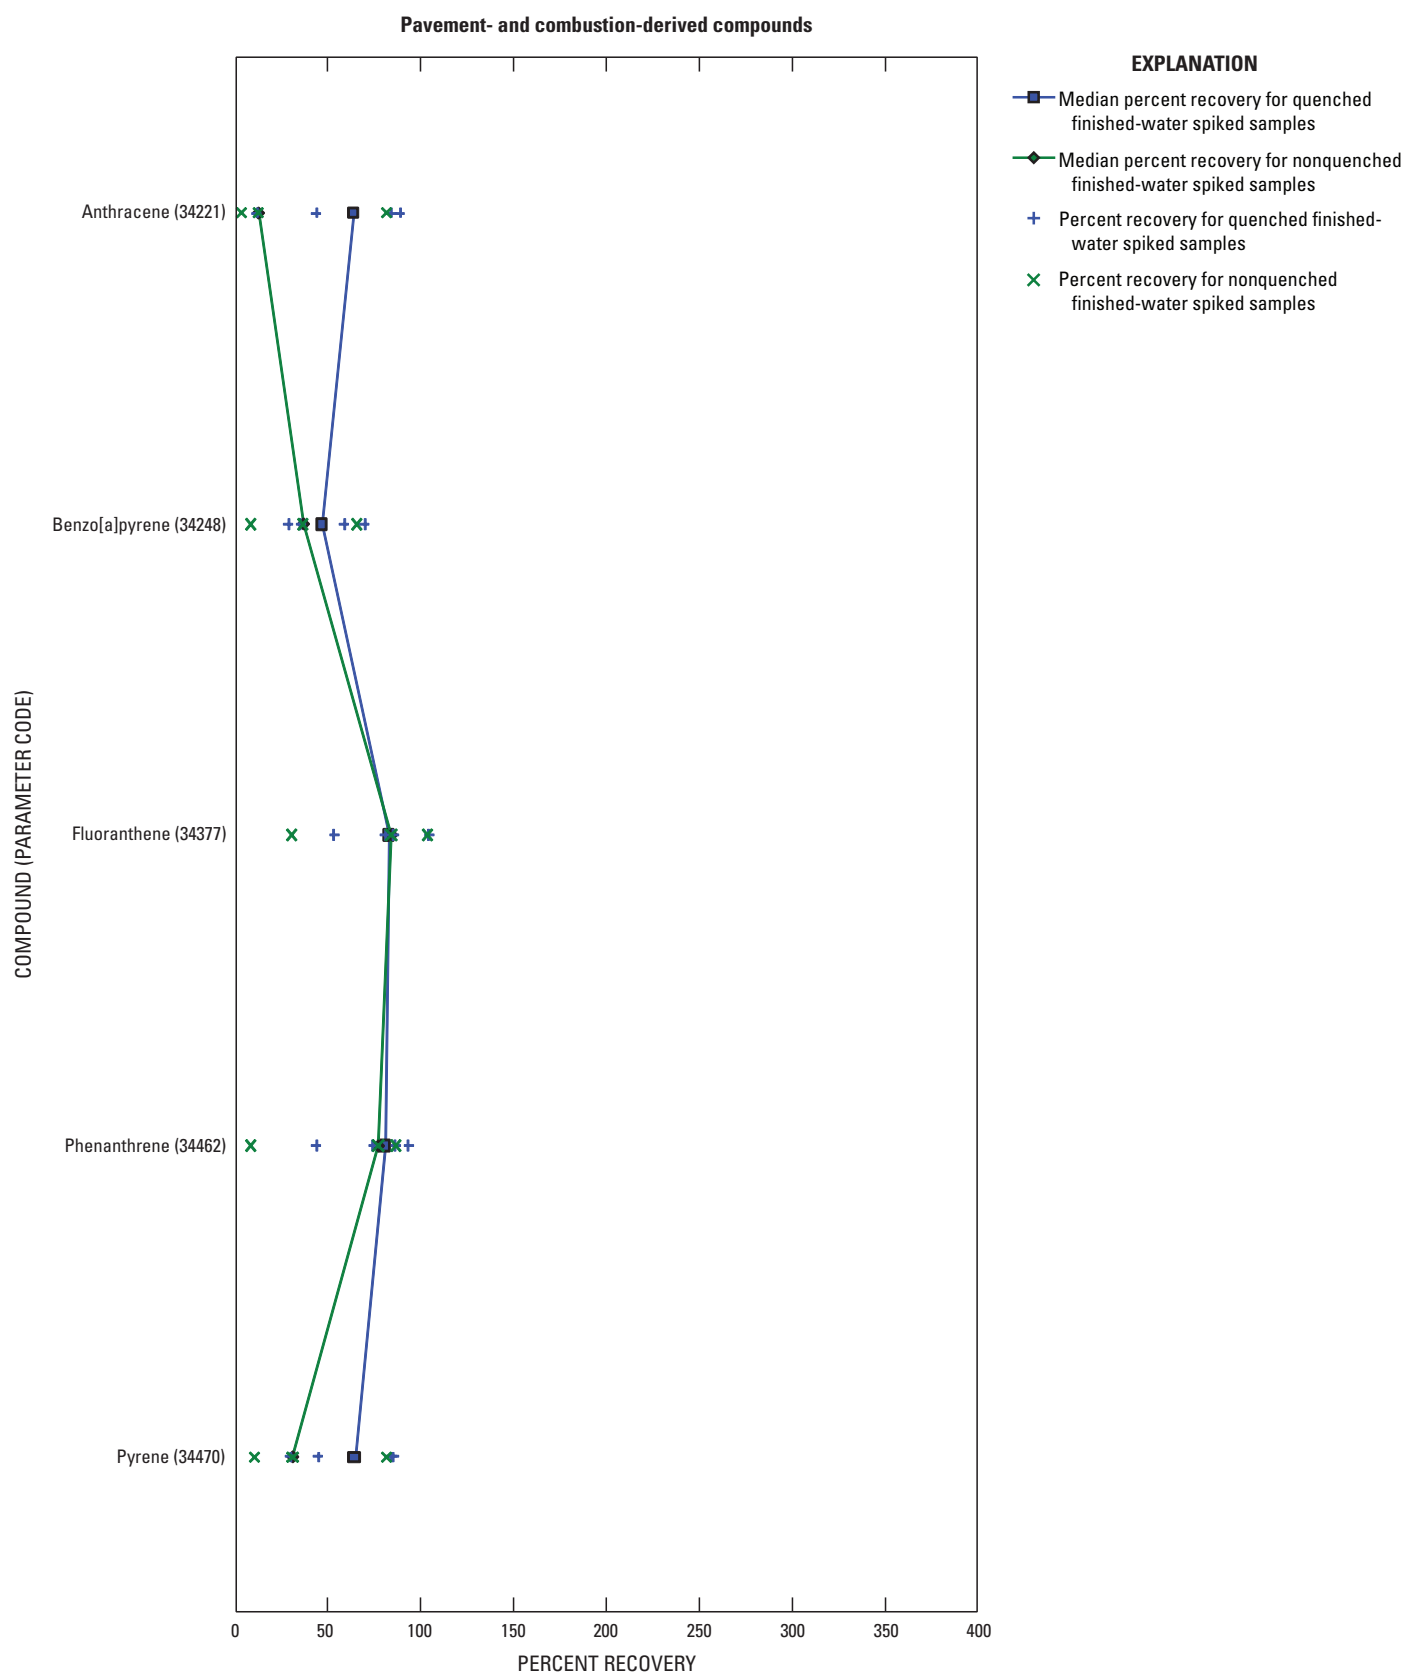 Pavement- and combustion-derived compounds
EXPLANATION
Median percent recovery for quenched
finished-water spiked samples
Median percent recovery for nonquenched
finished-water spiked samples
Percent recovery for quenched finished-
water spiked samples
Percent recovery for nonquenched
finished-water spiked samples
COMPOUND (PARAMETER CODE)
Anthracene (34221)
Benzo[a]pyrene (34248)
Fluoranthene (34377)
Phenanthrene (34462)
Pyrene (34470)
0 50 100 150 200 250 300 350 400
PERCENT RECOVERY